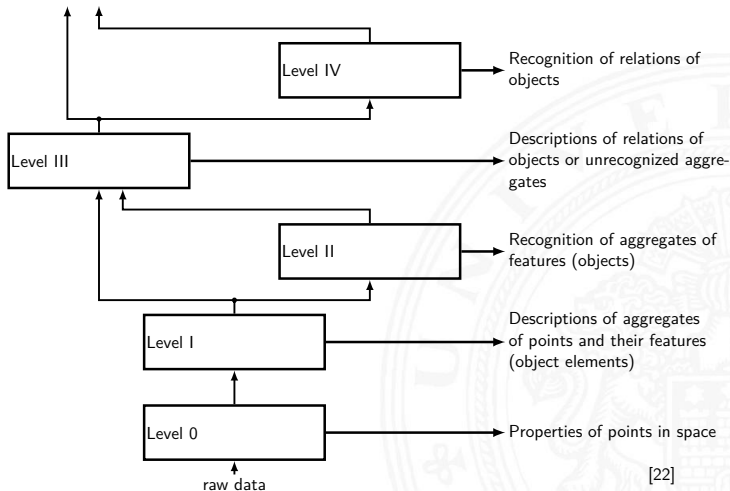 Level IV
Recognition of relations of
objects
Level III
Descriptions of relations of
objects or unrecognized aggre-
gates
Level II
Recognition of aggregates of
features (objects)
Level I
Descriptions of aggregates
of points and their features
(object elements)
Level 0
Properties of points in space
raw data
[22]